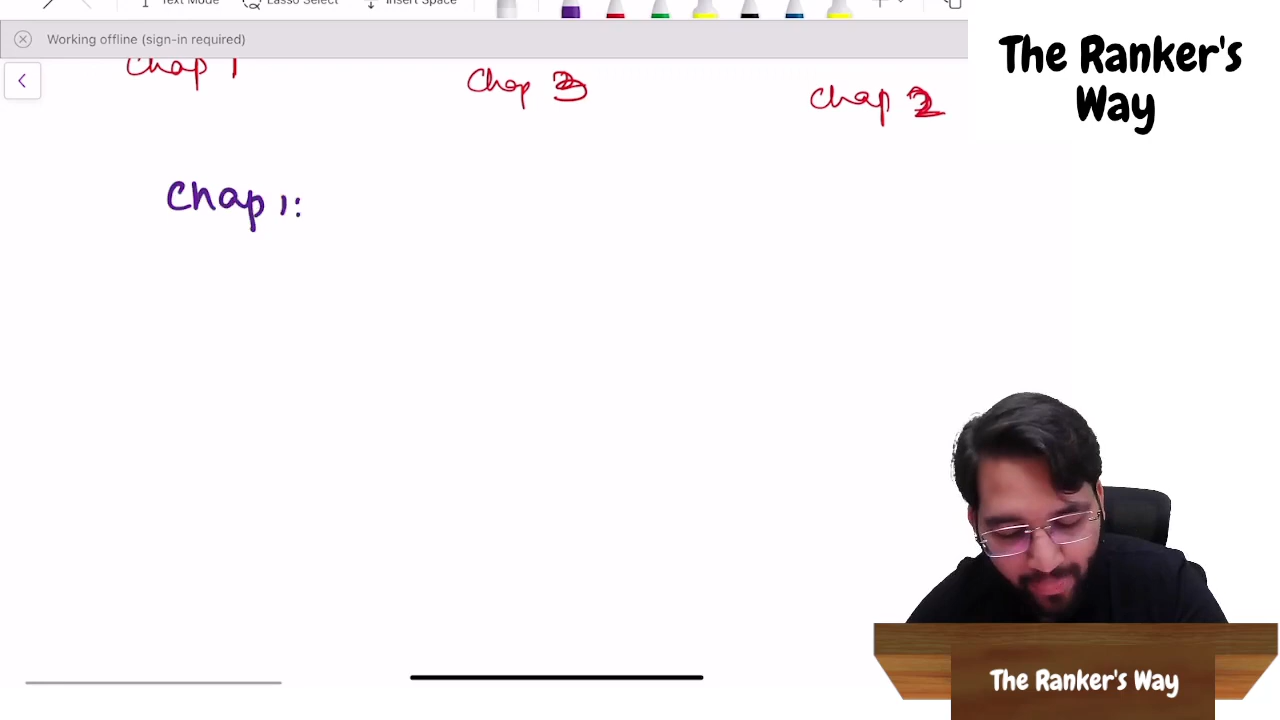 Text Mode Lasso Select Insert Space
Working offline (sign-in required)
The Ranker's
Way
Chap 1
Chap 3
Chap 2
Chap 1:
The Ranker's Way